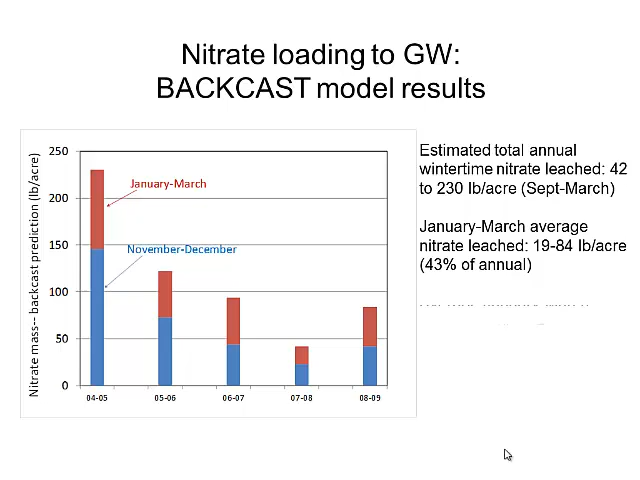 Nitrate loading to GW:
BACKCAST model results
Nitrate mass-- backcast prediction (lb/acre)
250
200
150
100
50
0
January-March
November-December
04-05 05-06 06-07 07-08 08-09
Estimated total annual
wintertime nitrate leached: 42
to 230 lb/acre (Sept-March)
January-March average
nitrate leached: 19-84 lb/acre
(43% of annual)